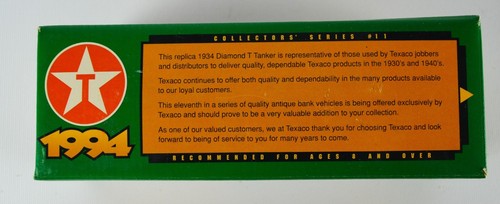 COLLECTORS' SERIES #11
This replica 1934 Diamond T Tanker is representative of those used by Texaco jobbers
and distributors to deliver quality, dependable Texaco products in the 1930's and 1940's.
Texaco continues to offer both quality and dependability in the many products available
to our loyal customers.
This eleventh in a series of quality antique bank vehicles is being offered exclusively by
Texaco and should prove to be a very valuable addition to your collection.
As one of our valued customers, we at Texaco thank you for choosing Texaco and look
forward to being of service to you for many years to come.
RECOMMENDED FOR AGES 8 AND OVER
T
1994